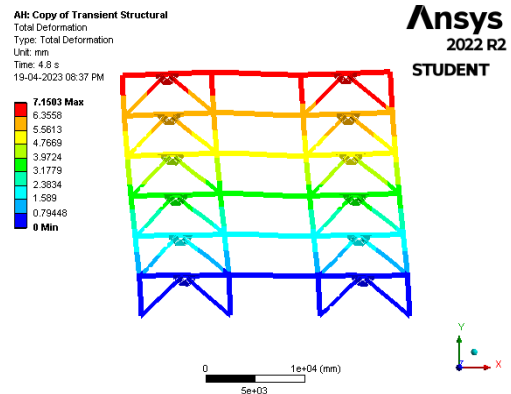 AH: Copy of Transient Structural
Total Deformation
Type: Total Deformation
Unit: mm
Time: 4.8 s
19-04-2023 08:37 PM
7.1503 Max
6.3558
5.5613
4.7669
3.9724
3.1779
2.3834
1.589
0.79448
0 Min
Ansys
2022 R2
STUDENT
0
1e+04 (mm)
5e+03
Y
Z
X